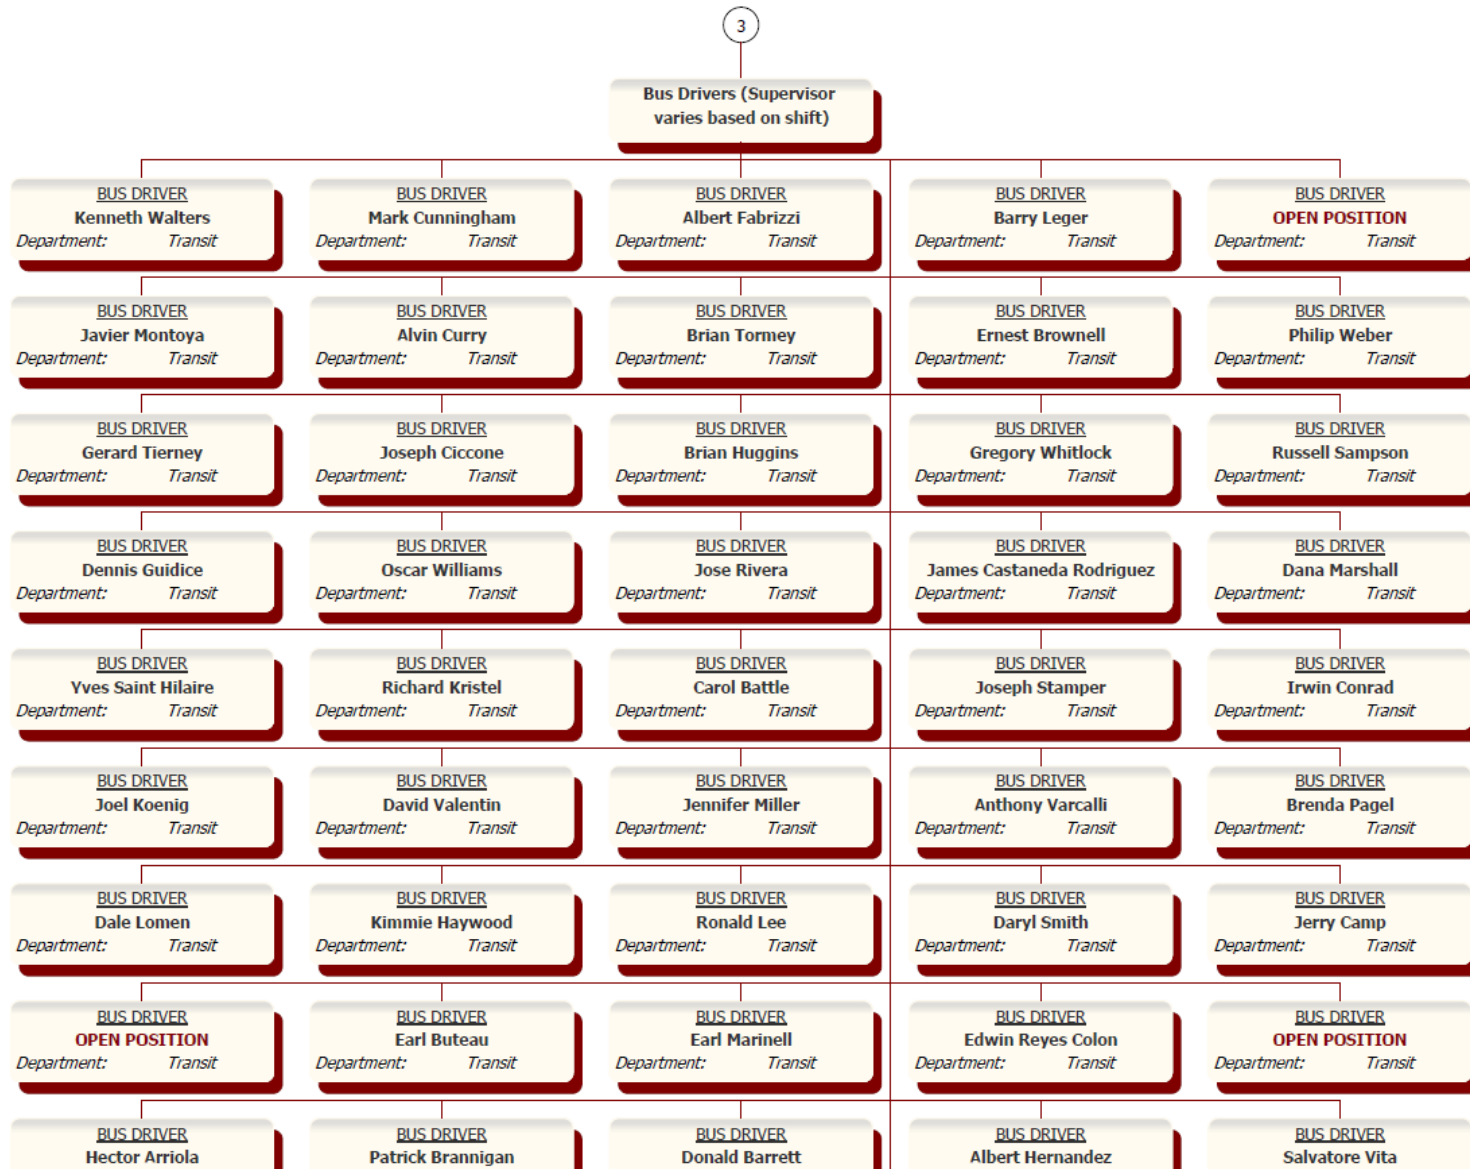 3
Bus Drivers (Supervisor
varies based on shift)
BUS DRIVER
Kenneth Walters
Department: Transit
BUS DRIVER
Mark Cunningham
Department: Transit
BUS DRIVER
Albert Fabrizzi
Department: Transit
BUS DRIVER
Barry Leger
Department: Transit
BUS DRIVER
OPEN POSITION
Department: Transit
BUS DRIVER
Javier Montoya
Department: Transit
BUS DRIVER
Alvin Curry
Department: Transit
BUS DRIVER
Brian Tormey
Department: Transit
BUS DRIVER
Ernest Brownell
Department: Transit
BUS DRIVER
Philip Weber
Department: Transit
BUS DRIVER
Gerard Tierney
Department: Transit
BUS DRIVER
Joseph Ciccone
Department: Transit
BUS DRIVER
Brian Huggins
Department: Transit
BUS DRIVER
Gregory Whitlock
Department: Transit
BUS DRIVER
Russell Sampson
Department: Transit
BUS DRIVER
Dennis Guidice
Department: Transit
BUS DRIVER
Oscar Williams
Department: Transit
BUS DRIVER
Jose Rivera
Department: Transit
BUS DRIVER
James Castaneda Rodriguez
Department: Transit
BUS DRIVER
Dana Marshall
Department: Transit
BUS DRIVER
Yves Saint Hilaire
Department: Transit
BUS DRIVER
Richard Kristel
Department: Transit
BUS DRIVER
Carol Battle
Department: Transit
BUS DRIVER
Joseph Stamper
Department: Transit
BUS DRIVER
Irwin Conrad
Department: Transit
BUS DRIVER
Joel Koenig
Department: Transit
BUS DRIVER
David Valentin
Department: Transit
BUS DRIVER
Jennifer Miller
Department: Transit
BUS DRIVER
Anthony Varcalli
Department: Transit
BUS DRIVER
Brenda Pagel
Department: Transit
BUS DRIVER
Dale Lomen
Department: Transit
BUS DRIVER
Kimmie Haywood
Department: Transit
BUS DRIVER
Ronald Lee
Department: Transit
BUS DRIVER
Daryl Smith
Department: Transit
BUS DRIVER
Jerry Camp
Department: Transit
BUS DRIVER
OPEN POSITION
Department: Transit
BUS DRIVER
Earl Buteau
Department: Transit
BUS DRIVER
Earl Marinell
Department: Transit
BUS DRIVER
Edwin Reyes Colon
Department: Transit
BUS DRIVER
OPEN POSITION
Department: Transit
BUS DRIVER
Hector Arriola
BUS DRIVER
Patrick Brannigan
BUS DRIVER
Donald Barrett
BUS DRIVER
Albert Hernandez
BUS DRIVER
Salvatore Vita